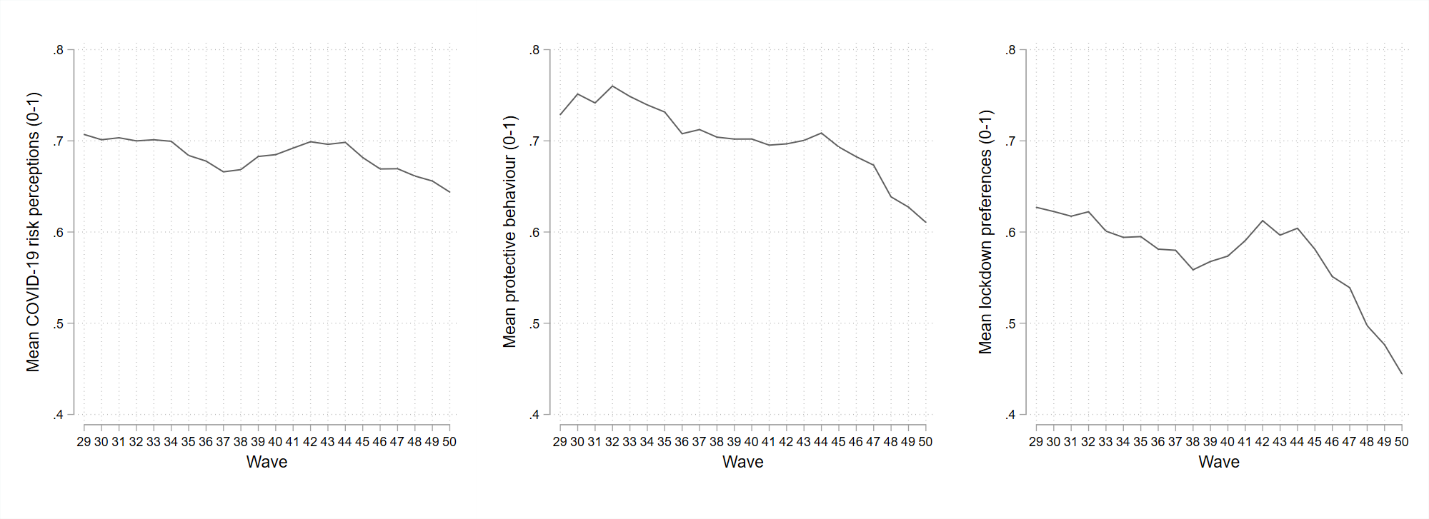 Mean COVID-19 risk perceptions (0-1)
.8
.7
.6
.5
.4
29 30 31 32 33 34 35 36 37 38 39 40 41 42 43 44 45 46 47 48 49 50
Wave
Mean protective behaviour (0-1)
.8
.7
.6
.5
.4
29 30 31 32 33 34 35 36 37 38 39 40 41 42 43 44 45 46 47 48 49 50
Wave
Mean lockdown preferences (0-1)
.8
.7
.6
.5
.4
29 30 31 32 33 34 35 36 37 38 39 40 41 42 43 44 45 46 47 48 49 50
Wave